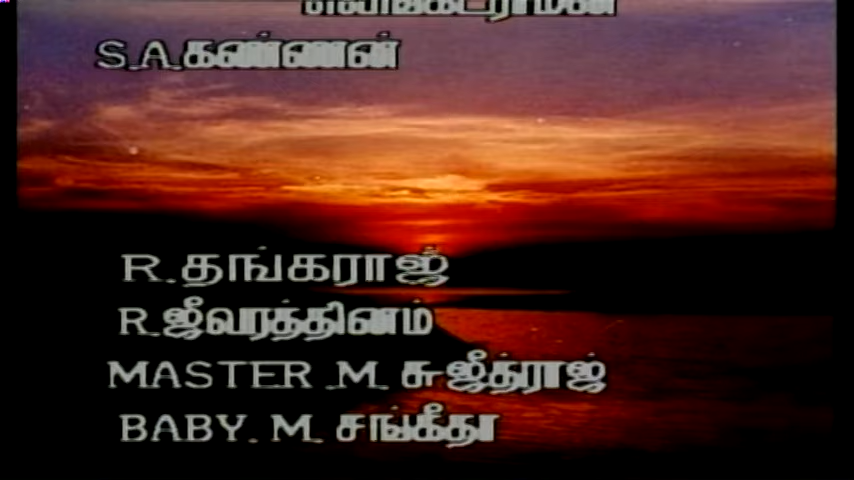 S.A.கண்ணன்
R.தங்கராஜ்
R.ஜீவரத்தினம்
MASTER .M. சுஜீத்ராஜ்
BABY. M. சங்கீதா